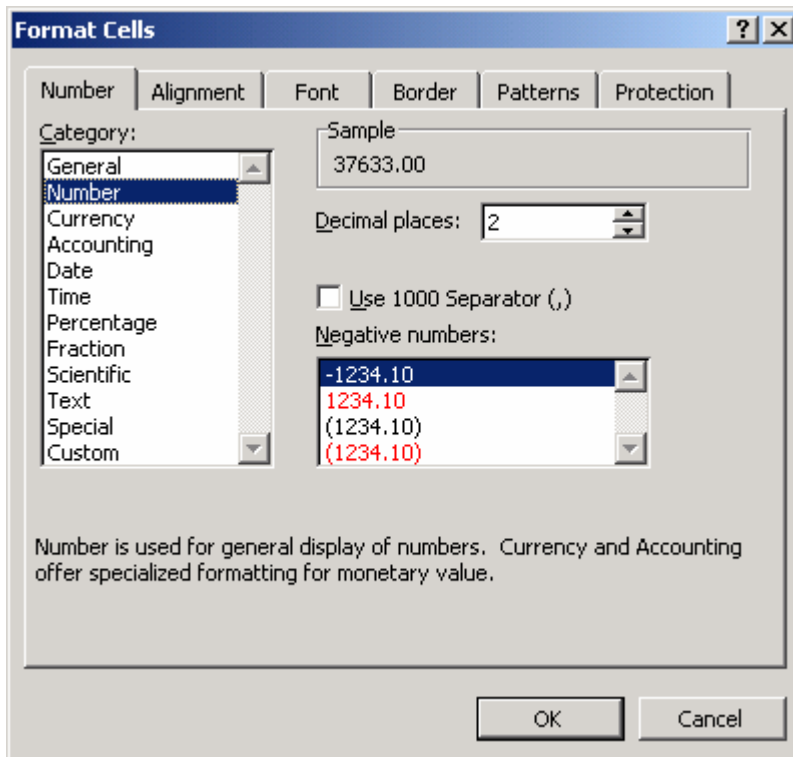 Format Cells
Number Alignment Font Border Patterns Protection
Category:
General
Number
Currency
Accounting
Date
Time
Percentage
Fraction
Scientific
Text
Special
Custom
Sample
37633.00
Decimal places: 2
Use 1000 Separator (,)
Negative numbers:
-1234.10
1234.10
(1234.10)
(1234.10)
Number is used for general display of numbers. Currency and Accounting
offer specialized formatting for monetary value.
OK Cancel